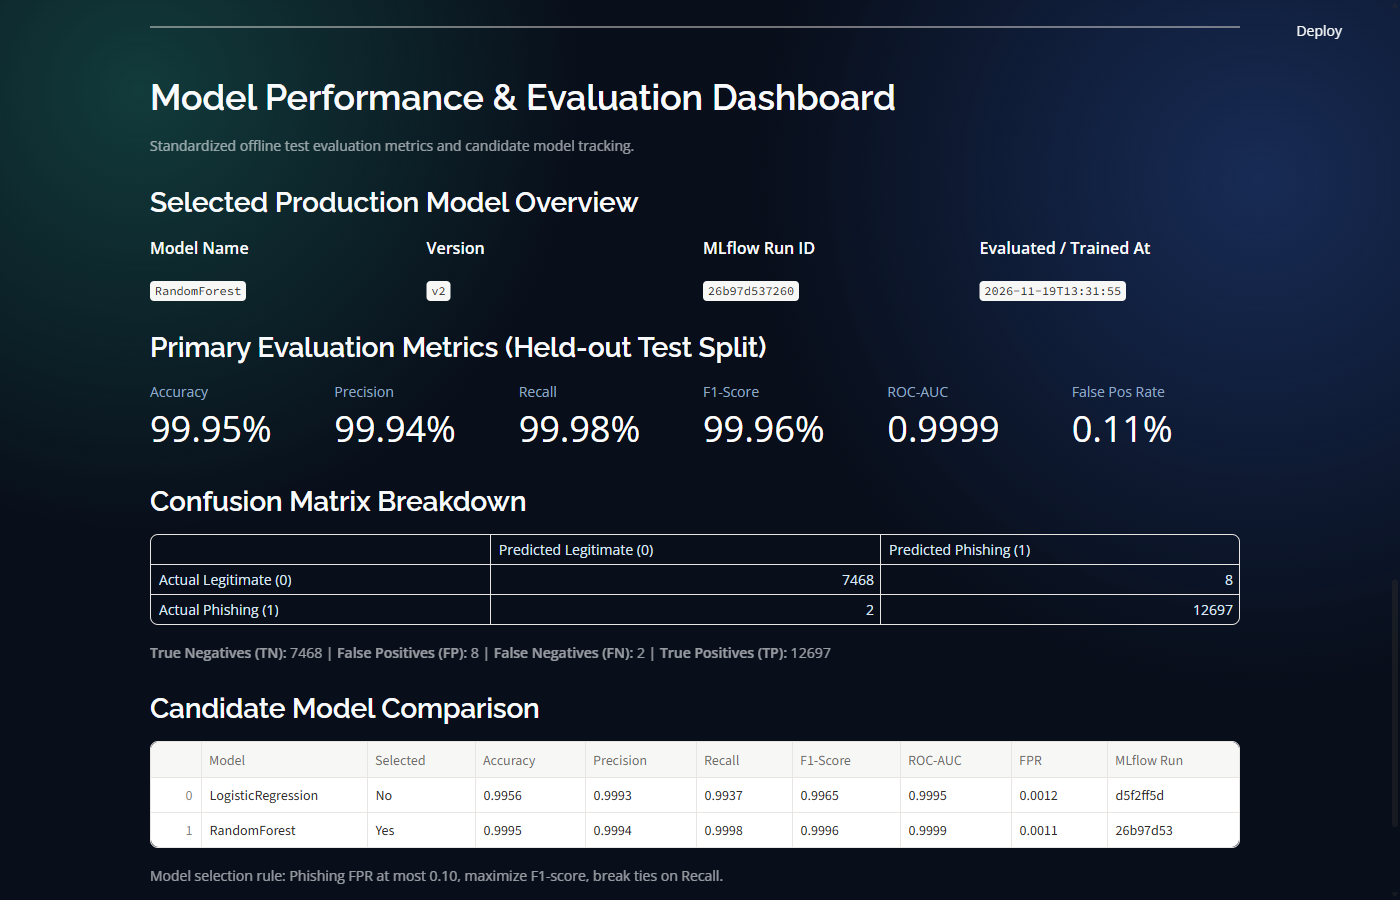 Deploy
Model Performance & Evaluation Dashboard
Standardized offline test evaluation metrics and candidate model tracking.
Selected Production Model Overview
Model Name Version MLflow Run ID Evaluated / Trained At
RandomForest v2 26b97d537260 2026-11-19T13:31:55
Primary Evaluation Metrics (Held-out Test Split)
Accuracy Precision Recall F1-Score ROC-AUC False Pos Rate
99.95% 99.94% 99.98% 99.96% 0.9999 0.11%
Confusion Matrix Breakdown
Predicted Legitimate (0) Predicted Phishing (1)
Actual Legitimate (0) 7468 8
Actual Phishing (1) 2 12697
True Negatives (TN): 7468 | False Positives (FP): 8 | False Negatives (FN): 2 | True Positives (TP): 12697
Candidate Model Comparison
Model Selected Accuracy Precision Recall F1-Score ROC-AUC FPR MLflow Run
0 LogisticRegression No 0.9956 0.9993 0.9937 0.9965 0.9995 0.0012 d5f2ff5d
1 RandomForest Yes 0.9995 0.9994 0.9998 0.9996 0.9999 0.0011 26b97d53
Model selection rule: Phishing FPR at most 0.10, maximize F1-score, break ties on Recall.